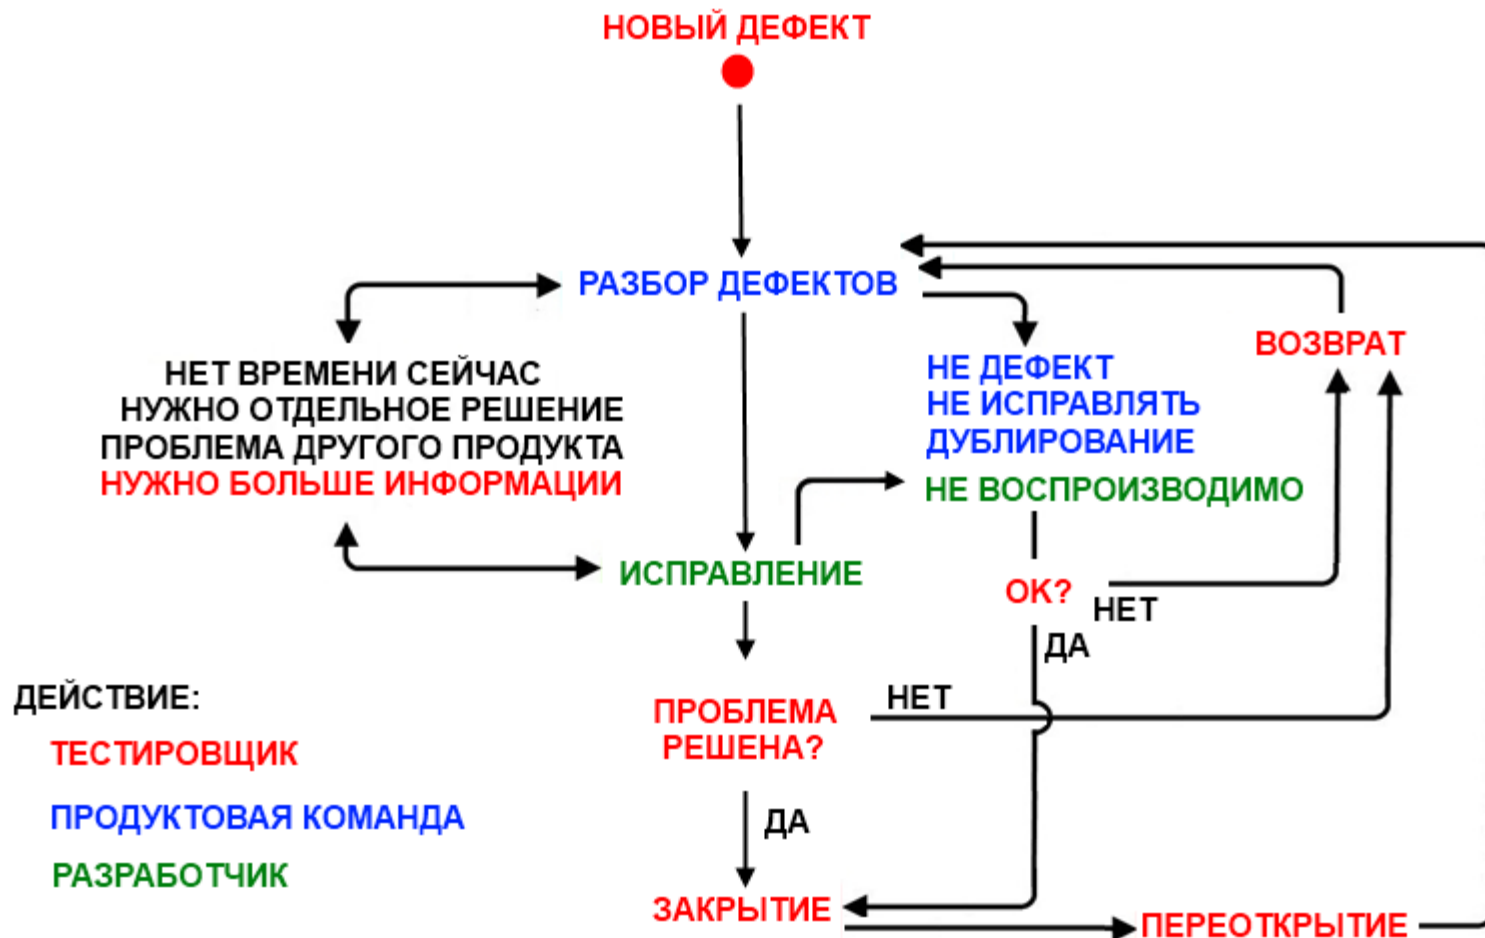 НОВЫЙ ДЕФЕКТ
РАЗБОР ДЕФЕКТОВ
НЕТ ВРЕМЕНИ СЕЙЧАС
НУЖНО ОТДЕЛЬНОЕ РЕШЕНИЕ
ПРОБЛЕМА ДРУГОГО ПРОДУКТА
НУЖНО БОЛЬШЕ ИНФОРМАЦИИ
НЕ ДЕФЕКТ
НЕ ИСПРАВЛЯТЬ
ДУБЛИРОВАНИЕ
НЕ ВОСПРОИЗВОДИМО
ВОЗВРАТ
ИСПРАВЛЕНИЕ
ОК?
НЕТ
ДА
ПРОБЛЕМА
РЕШЕНА?
НЕТ
ДА
ЗАКРЫТИЕ
ПЕРЕОТКРЫТИЕ
ДЕЙСТВИЕ:
ТЕСТИРОВЩИК
ПРОДУКТОВАЯ КОМАНДА
РАЗРАБОТЧИК